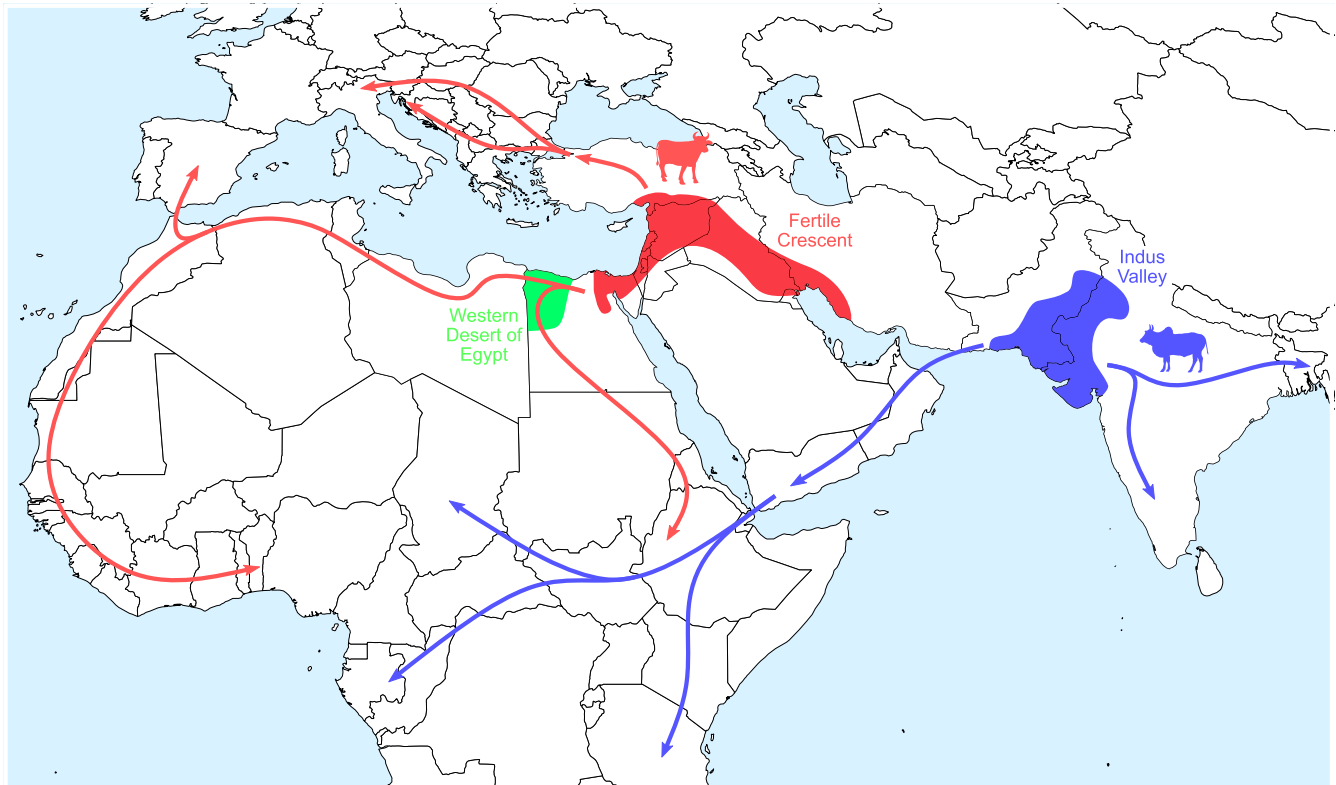 Fertile
Crescent
Indus
Valley
Western
Desert of
Egypt